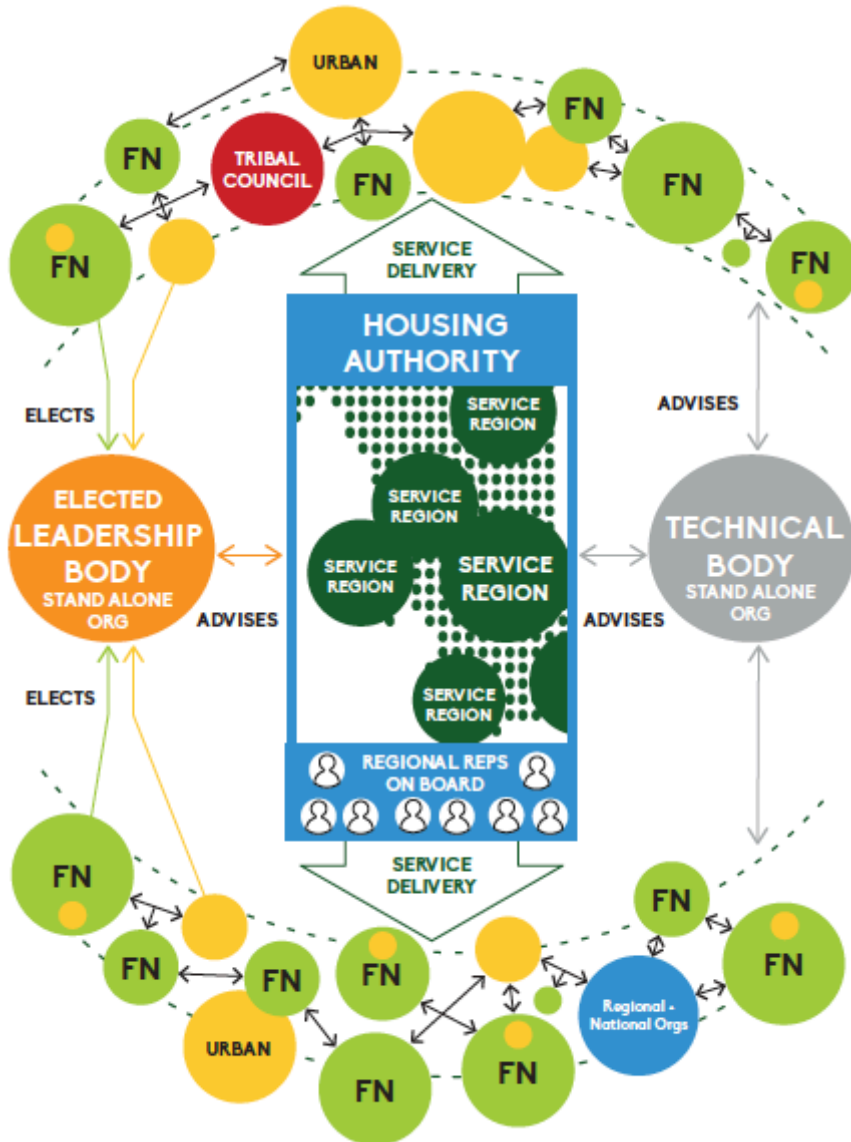 URBAN
FN
FN
TRIBAL
COUNCIL
FN
FN
FN
FN
FN
SERVICE
DELIVERY
HOUSING
AUTHORITY
SERVICE
REGION
SERVICE
REGION
SERVICE
REGION
SERVICE
REGION
SERVICE
REGION
ELECTS
ADVISES
ELECTED
LEADERSHIP
BODY
STAND ALONE
ORG
ADVISES
TECHNICAL
BODY
STAND ALONE
ORG
ADVISES
ELECTS
REGIONAL REPS
ON BOARD
SERVICE
DELIVERY
FN
FN
FN
FN
FN
FN
URBAN
Regional -
National Orgs
FN
FN
FN